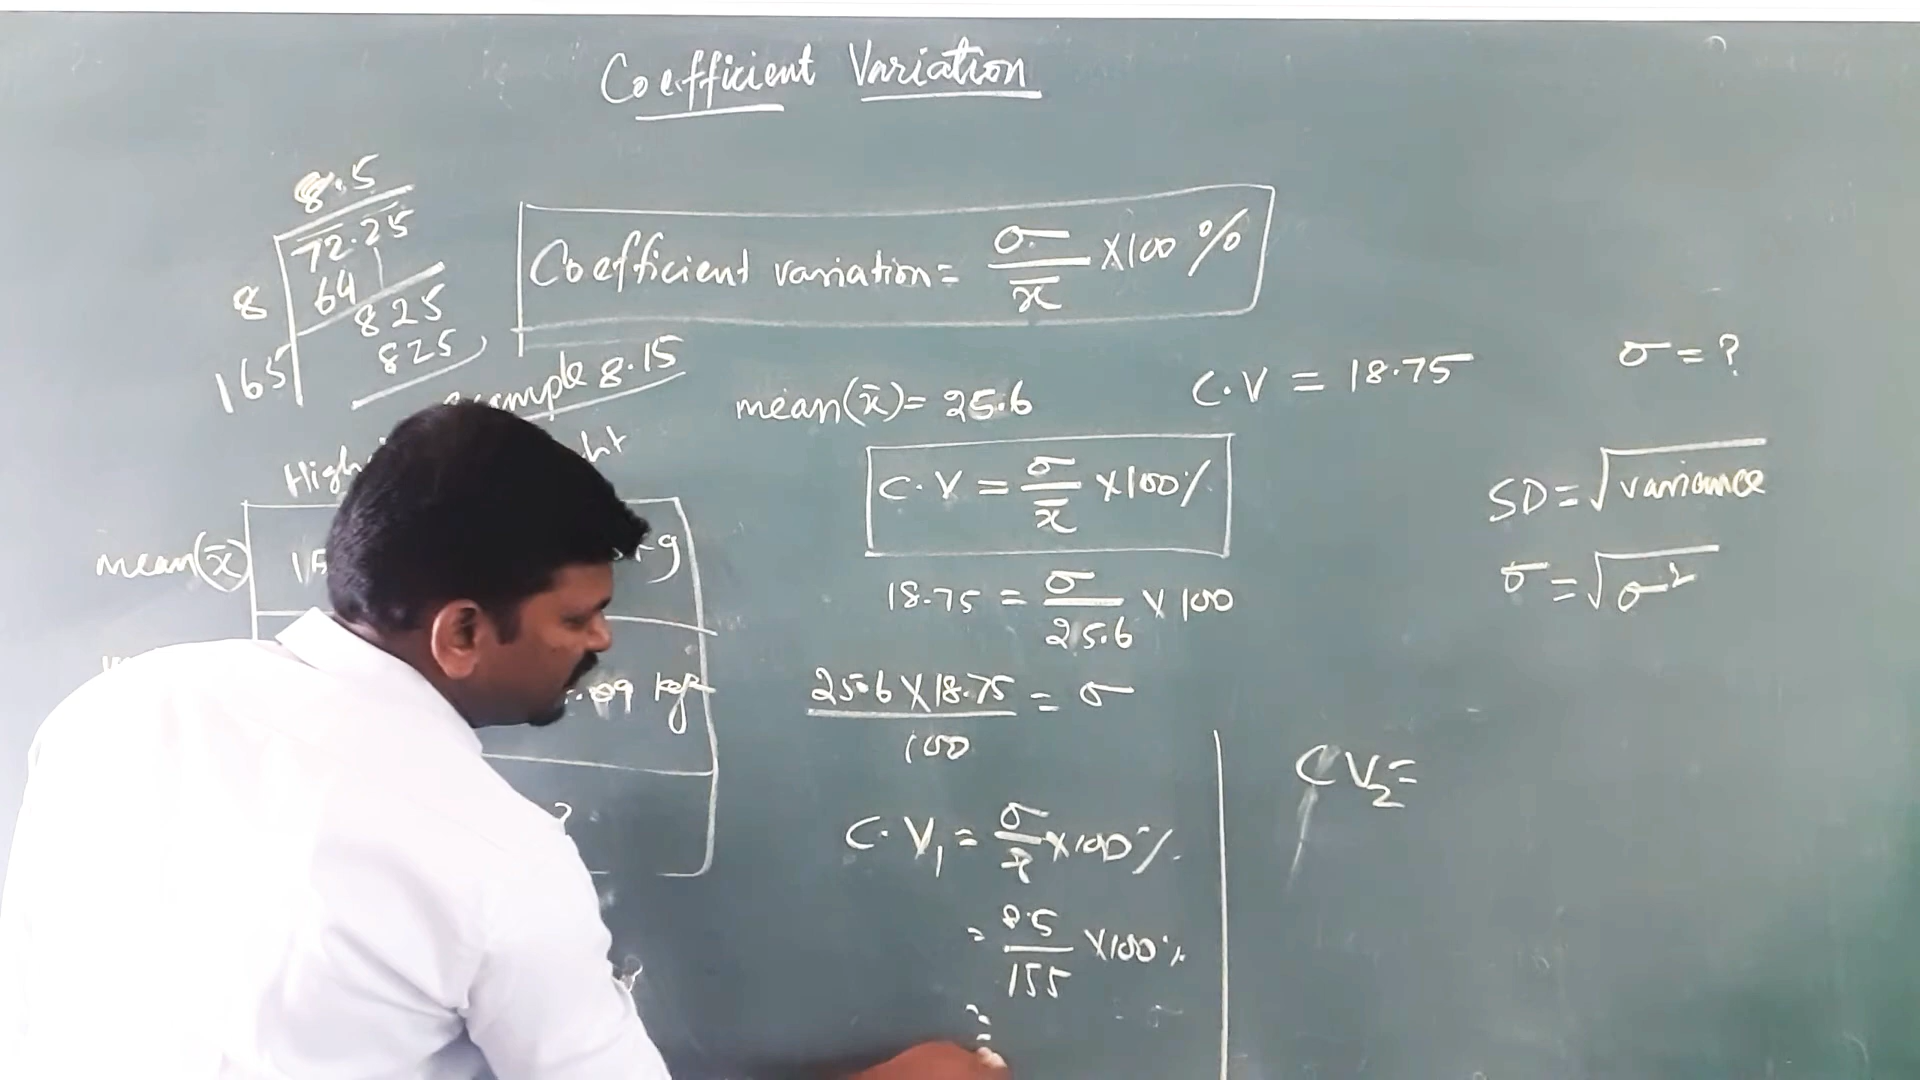 Coefficient Variation
8.5
72.25
8
64
825
165
825
Coefficient variation = σ/x̄ × 100 %
8.15
mean(x̄) = 25.6
C.V = 18.75
σ = ?
C.V = σ/x̄ × 100%
SD = √variance
σ = √σ²
mean(x̄)
18.75 = σ/25.6 × 100
25.6 × 18.75/100 = σ
C.V₁ = σ/x̄ × 100%
CV₂ =
= 8.5/155 × 100%
=